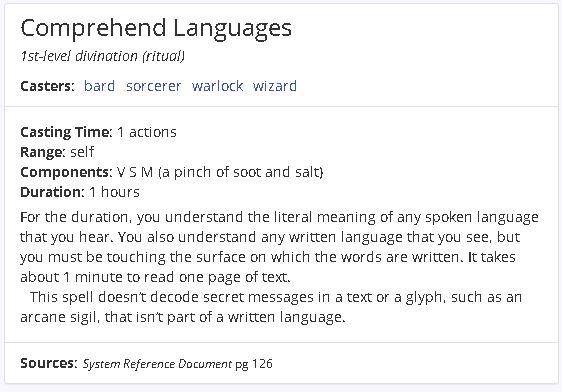 Comprehend Languages
1st-level divination (ritual)
Casters: bard sorcerer warlock wizard
Casting Time: 1 actions
Range: self
Components: V S M (a pinch of soot and salt)
Duration: 1 hours
For the duration, you understand the literal meaning of any spoken language
that you hear. You also understand any written language that you see, but
you must be touching the surface on which the words are written. It takes
about 1 minute to read one page of text.
This spell doesn't decode secret messages in a text or a glyph, such as an
arcane sigil, that isn't part of a written language.
Sources: System Reference Document pg 126